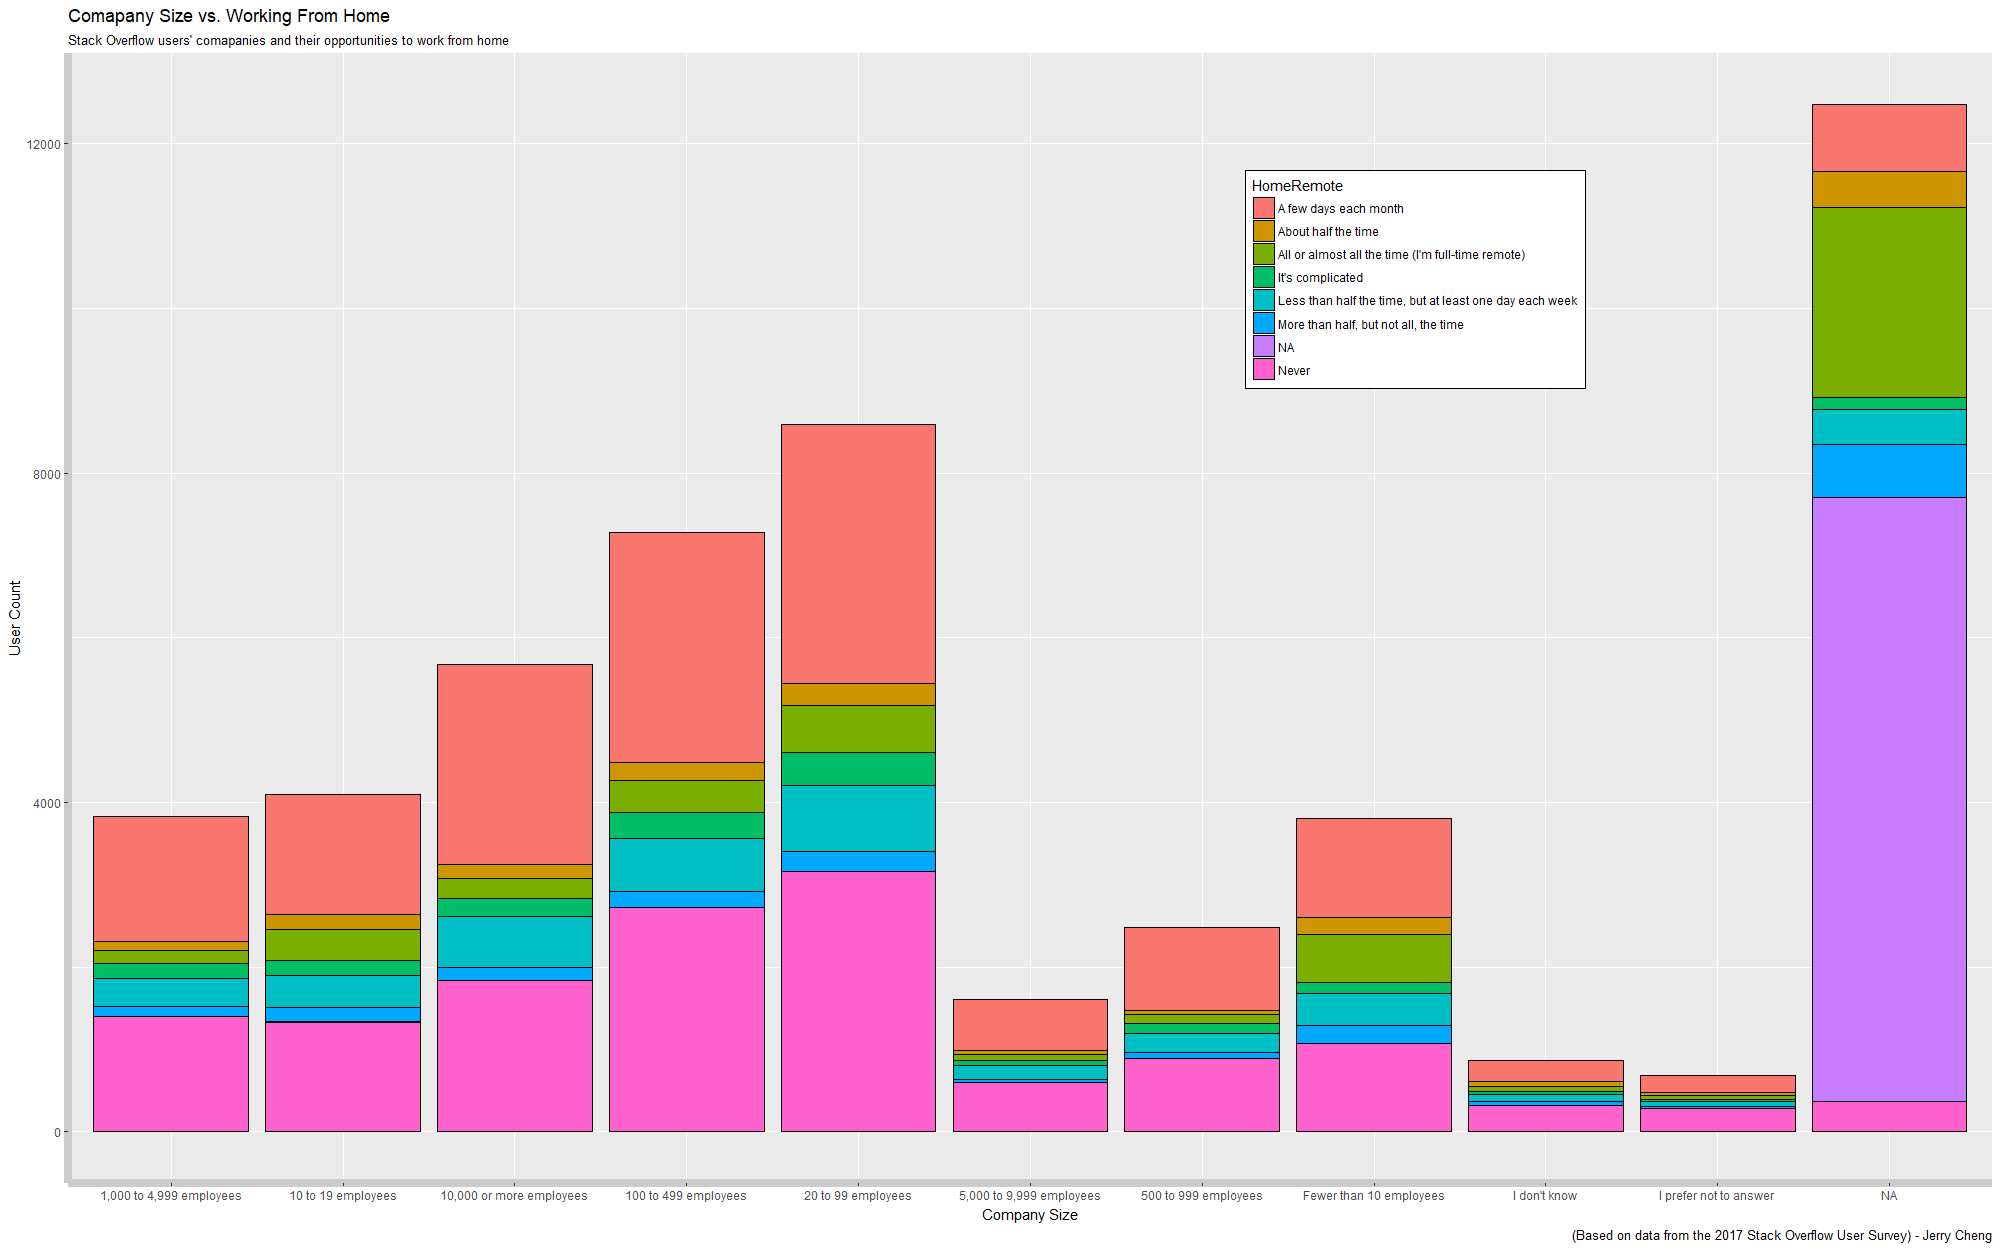 Comapany Size vs. Working From Home
Stack Overflow users' comapanies and their opportunities to work from home
12000
8000
4000
0
User Count
HomeRemote
A few days each month
About half the time
All or almost all the time (I'm full-time remote)
It's complicated
Less than half the time, but at least one day each week
More than half, but not all, the time
NA
Never
1,000 to 4,999 employees
10 to 19 employees
10,000 or more employees
100 to 499 employees
20 to 99 employees
5,000 to 9,999 employees
500 to 999 employees
Fewer than 10 employees
I don't know
I prefer not to answer
NA
Company Size
(Based on data from the 2017 Stack Overflow User Survey) - Jerry Cheng